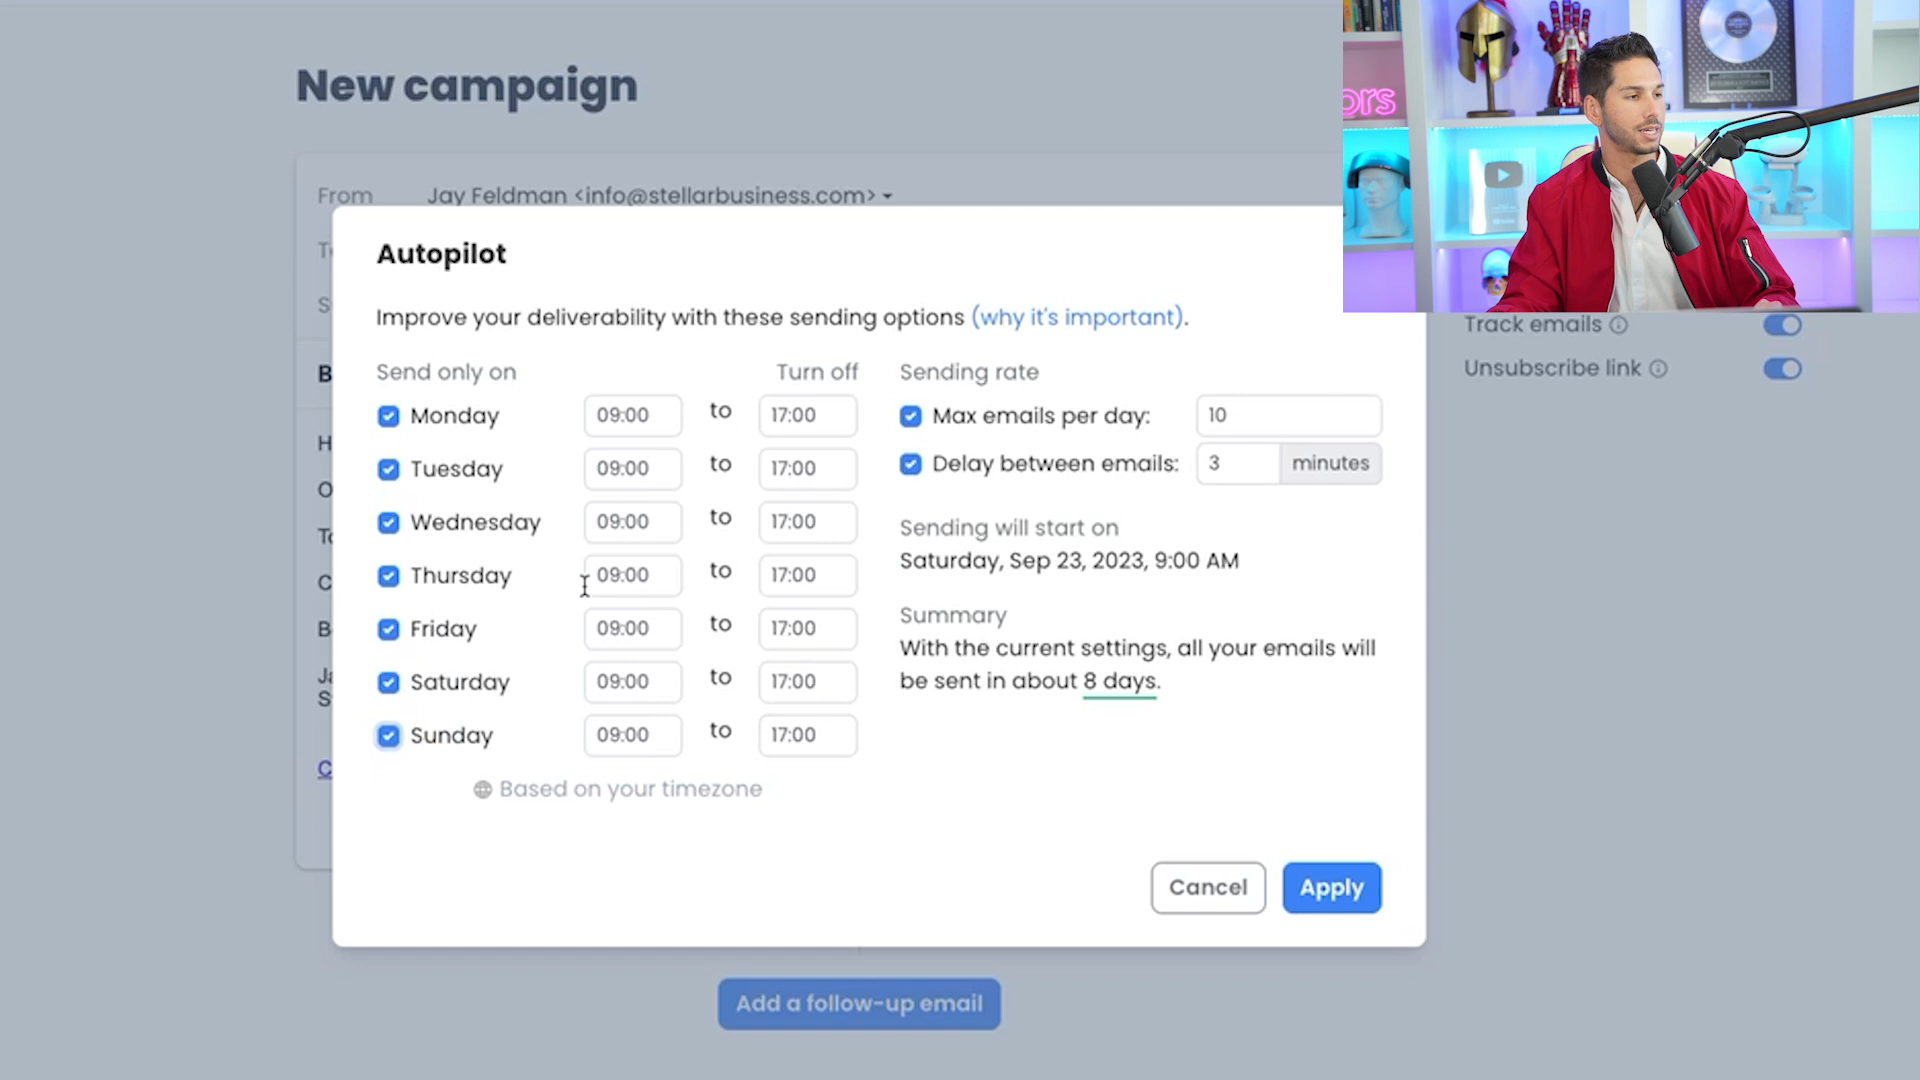 New campaign
From Jay Feldman <info@stellarbusiness.com>
Autopilot
Improve your deliverability with these sending options (why it's important).
Send only on Turn off
Monday 09:00 to 17:00
Tuesday 09:00 to 17:00
Wednesday 09:00 to 17:00
Thursday 09:00 to 17:00
Friday 09:00 to 17:00
Saturday 09:00 to 17:00
Sunday 09:00 to 17:00
Based on your timezone
Sending rate
Max emails per day: 10
Delay between emails: 3 minutes
Sending will start on
Saturday, Sep 23, 2023, 9:00 AM
Summary
With the current settings, all your emails will
be sent in about 8 days.
Cancel Apply
Track emails
Unsubscribe link
Add a follow-up email
ors